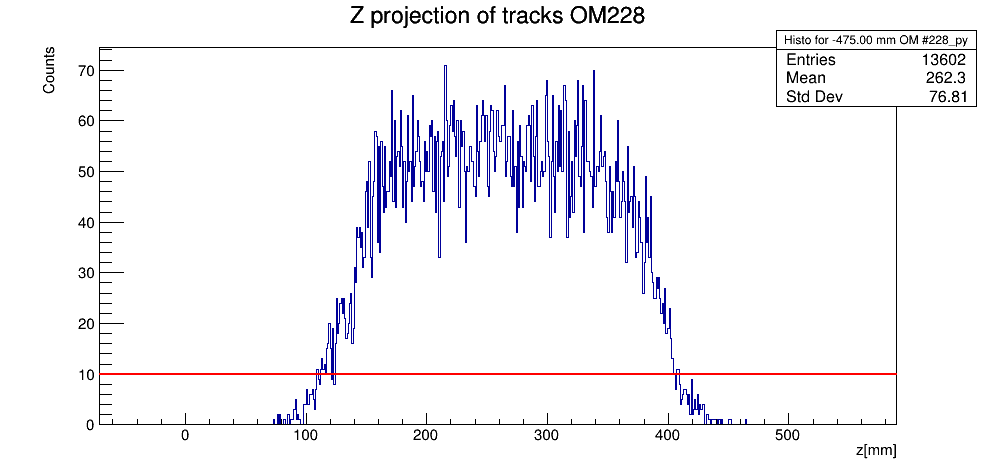 Z projection of tracks OM228
Histo for -475.00 mm OM #228_py
Entries 13602
Mean 262.3
Std Dev 76.81
Counts
70
60
50
40
30
20
10
0
0 100 200 300 400 500
z[mm]